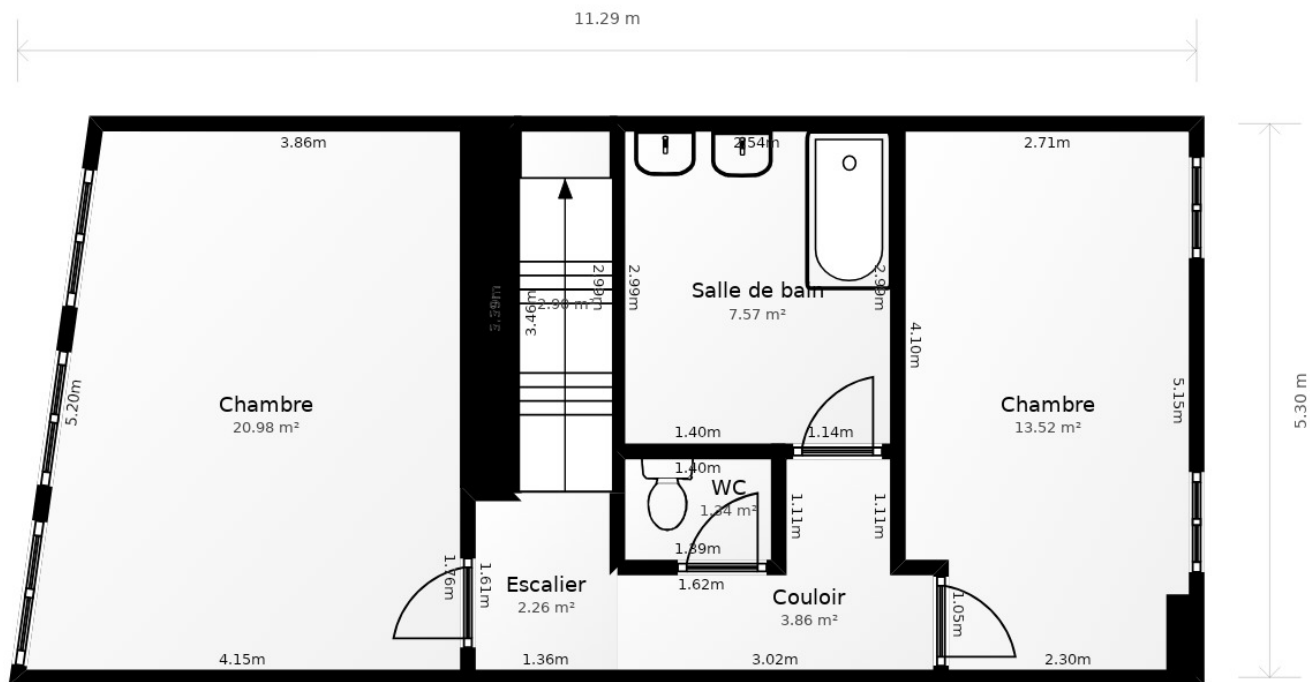 11.29 m
3.86m
2.54m
2.71m
2.99m
2.99m
2.99m
3.46m
2.90 m²
Salle de bain
7.57 m²
4.10m
5.30 m
5.20m
Chambre
20.98 m²
5.15m
Chambre
13.52 m²
1.40m
1.14m
1.40m
WC
1.34 m²
1.11m
1.11m
1.39m
1.62m
1.76m
1.61m
Escalier
2.26 m²
Couloir
3.86 m²
1.05m
4.15m
1.36m
3.02m
2.30m